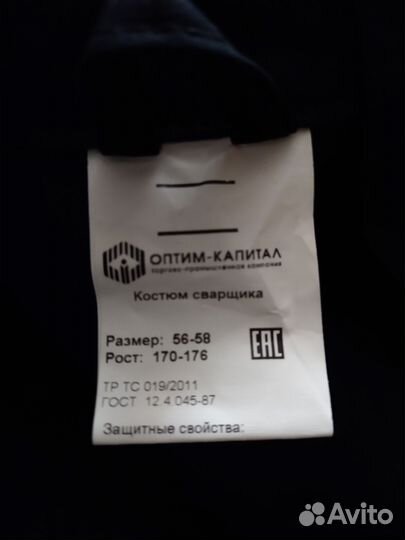 ОПТИМ-КАПИТАЛ
торгово-промышленная компания
Костюм сварщика
Размер: 56-58
Рост: 170-176
ЕАС
ТР ТС 019/2011
ГОСТ 12.4.045-87
Защитные свойства:
Avito